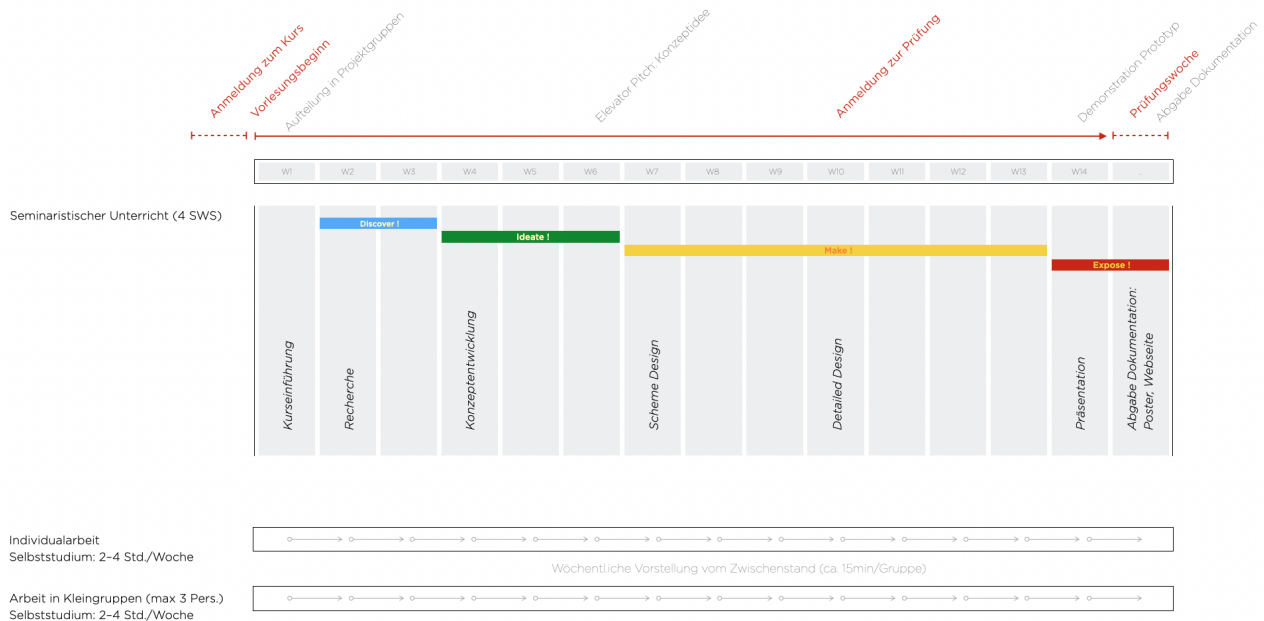 Anmeldung zum Kurs
Vorlesungsbeginn
Aufteilung in Projektgruppen
Elevator Pitch: Konzeptidee
Anmeldung zur Prüfung
Demonstration Prototyp
Prüfungswoche
Abgabe Dokumentation
W1 W2 W3 W4 W5 W6 W7 W8 W9 W10 W11 W12 W13 W14 ...
Seminaristischer Unterricht (4 SWS)
Discover !
Ideate !
Make !
Expose !
Kurseinführung
Recherche
Konzeptentwicklung
Scheme Design
Detailed Design
Präsentation
Abgabe Dokumentation:
Poster, Webseite
Individualarbeit
Selbststudium: 2–4 Std./Woche
Wöchentliche Vorstellung vom Zwischenstand (ca. 15min/Gruppe)
Arbeit in Kleingruppen (max 3 Pers.)
Selbststudium: 2–4 Std./Woche